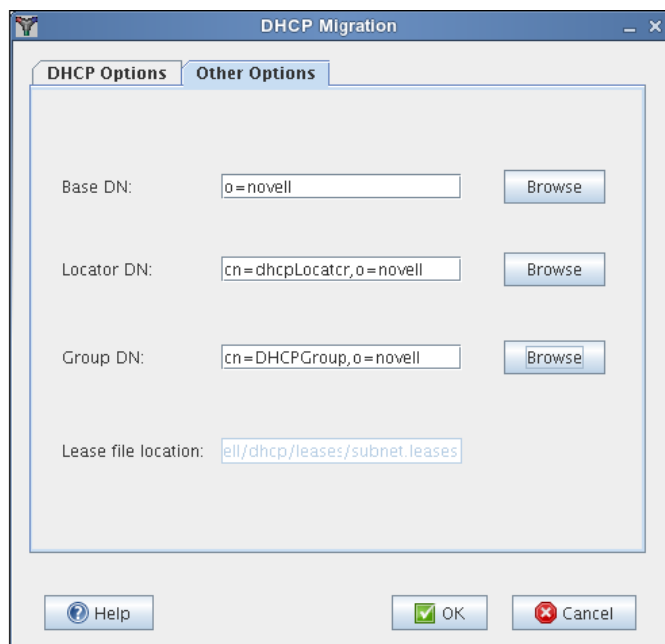 DHCP Migration
DHCP Options
Other Options
Base DN:
o=novell
Browse
Locator DN:
cn=dhcpLocator,o=novell
Browse
Group DN:
cn=DHCPGroup,o=novell
Browse
Lease file location:
ell/dhcp/leases/subnet.leases
Help
OK
Cancel